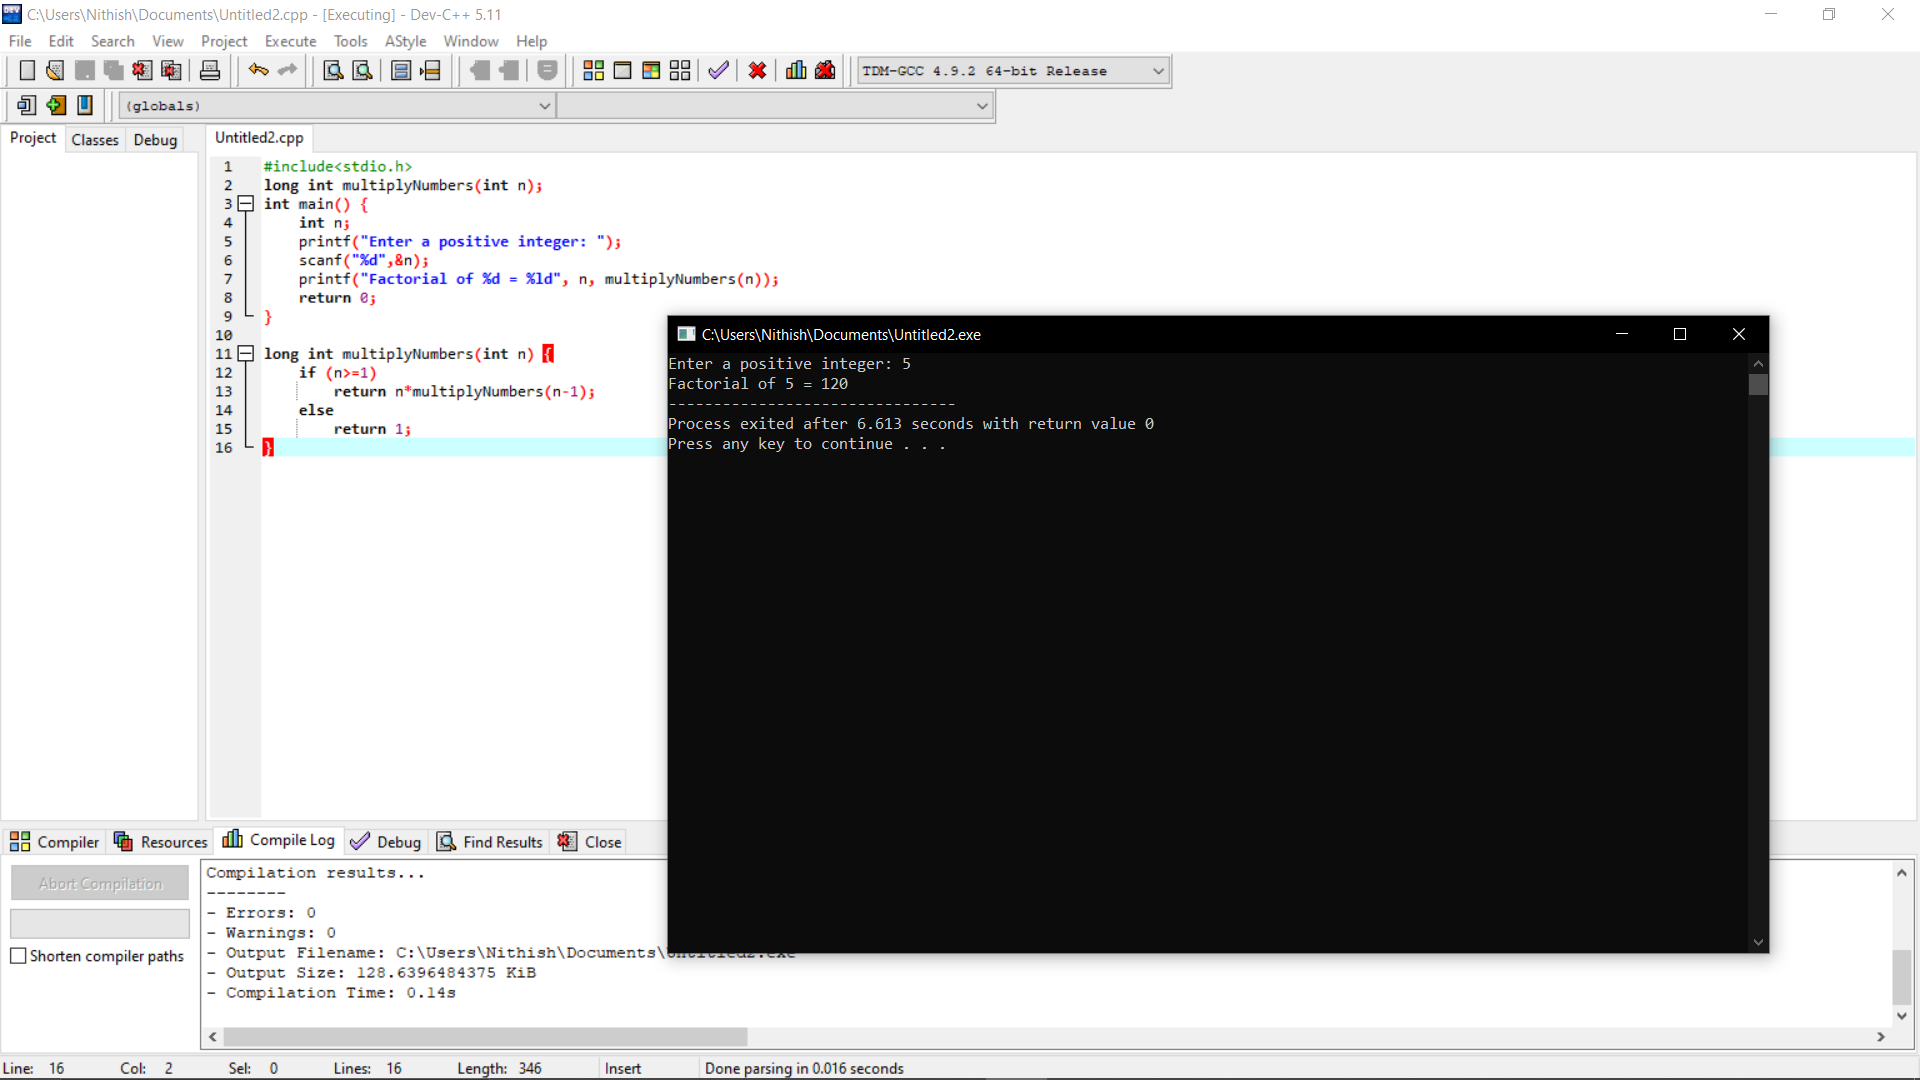 C:\Users\Nithish\Documents\Untitled2.cpp - [Executing] - Dev-C++ 5.11
File Edit Search View Project Execute Tools AStyle Window Help
TDM-GCC 4.9.2 64-bit Release
(globals)
Project Classes Debug
Untitled2.cpp
1 #include<stdio.h>
2 long int multiplyNumbers(int n);
3 int main() {
4 int n;
5 printf("Enter a positive integer: ");
6 scanf("%d",&n);
7 printf("Factorial of %d = %ld", n, multiplyNumbers(n));
8 return 0;
9 }
10
11 long int multiplyNumbers(int n) {
12 if (n>=1)
13 return n*multiplyNumbers(n-1);
14 else
15 return 1;
16 }
C:\Users\Nithish\Documents\Untitled2.exe
Enter a positive integer: 5
Factorial of 5 = 120
--------------------------------
Process exited after 6.613 seconds with return value 0
Press any key to continue . . .
Compiler Resources Compile Log Debug Find Results Close
Abort Compilation
Shorten compiler paths
Compilation results...
--------
- Errors: 0
- Warnings: 0
- Output Filename: C:\Users\Nithish\Documents\Untitled2.exe
- Output Size: 128.6396484375 KiB
- Compilation Time: 0.14s
Line: 16 Col: 2 Sel: 0 Lines: 16 Length: 346 Insert Done parsing in 0.016 seconds